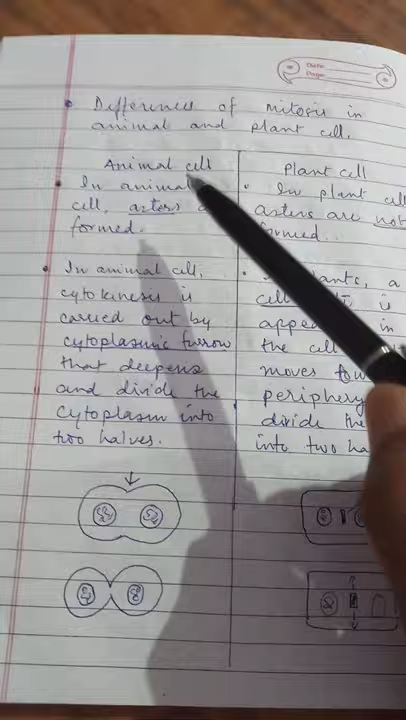 Date:
Page:
• Differences of mitosis in
animal and plant cell.
Animal cell
• In animal
cell, asters
formed.
• In animal cell,
cytokinesis is
carried out by
cytoplasmic furrow
that deepens
and divide the
cytoplasm into
two halves.
Plant cell
• In plant cell
asters are not
formed.
• plants, a
cell is
appea in
the cell
moves tow
periphery
divide the
into two ha